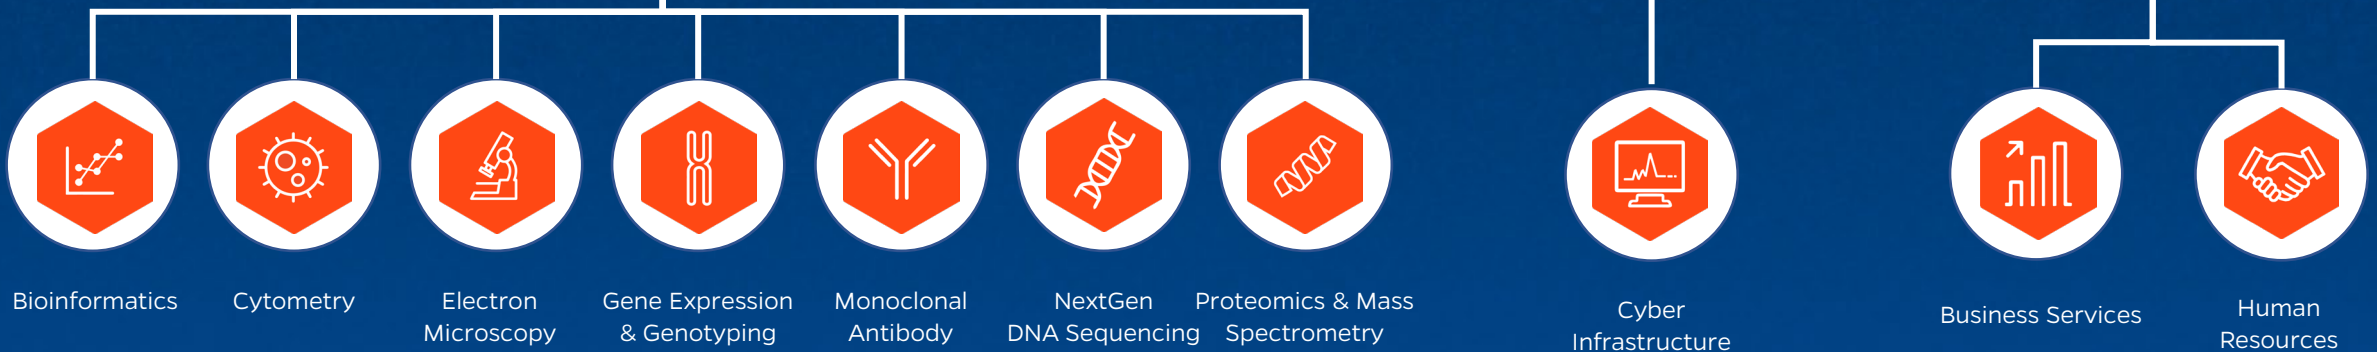 Bioinformatics
Cytometry
Electron
Microscopy
Gene Expression
& Genotyping
Monoclonal
Antibody
NextGen
DNA Sequencing
Proteomics & Mass
Spectrometry
Cyber
Infrastructure
Business Services
Human
Resources